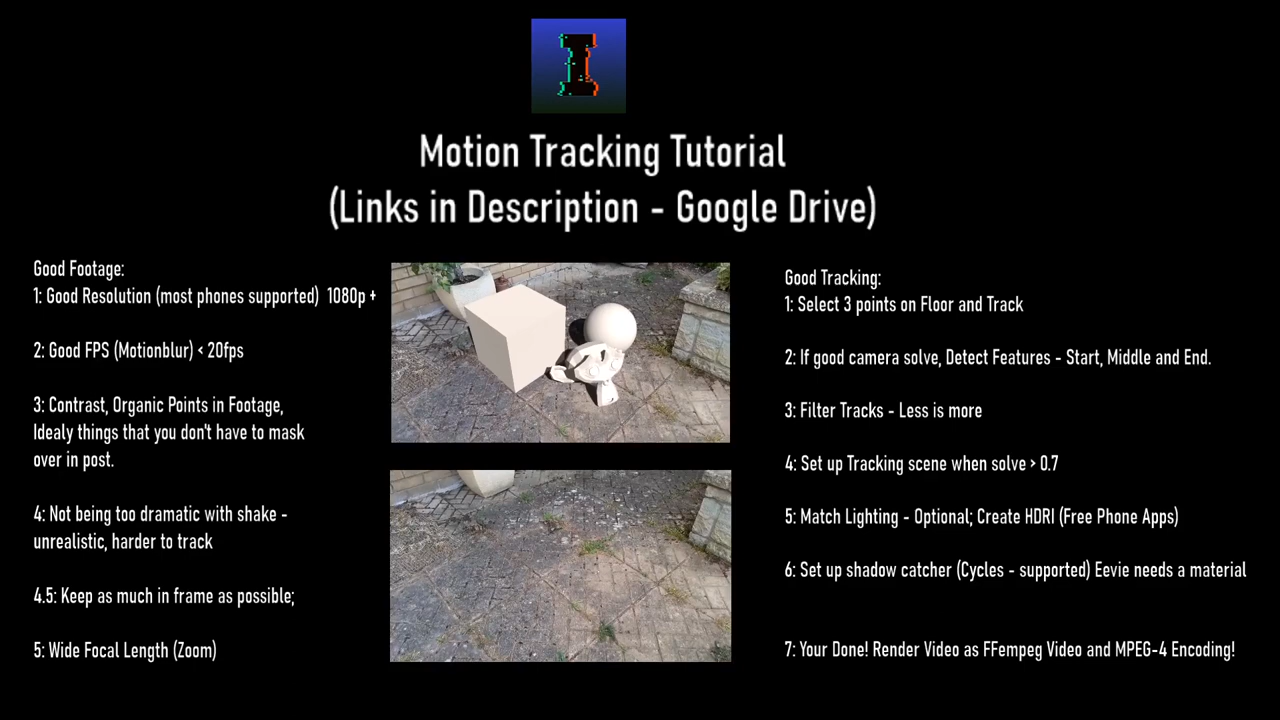 Motion Tracking Tutorial
(Links in Description - Google Drive)
Good Footage:
1: Good Resolution (most phones supported)  1080p +
2: Good FPS (Motionblur) < 20fps
3: Contrast, Organic Points in Footage,
Idealy things that you don't have to mask
over in post.
4: Not being too dramatic with shake -
unrealistic, harder to track
4.5: Keep as much in frame as possible;
5: Wide Focal Length (Zoom)
Good Tracking:
1: Select 3 points on Floor and Track
2: If good camera solve, Detect Features - Start, Middle and End.
3: Filter Tracks - Less is more
4: Set up Tracking scene when solve > 0.7
5: Match Lighting - Optional; Create HDRI (Free Phone Apps)
6: Set up shadow catcher (Cycles - supported) Eevie needs a material
7: Your Done! Render Video as FFempeg Video and MPEG-4 Encoding!